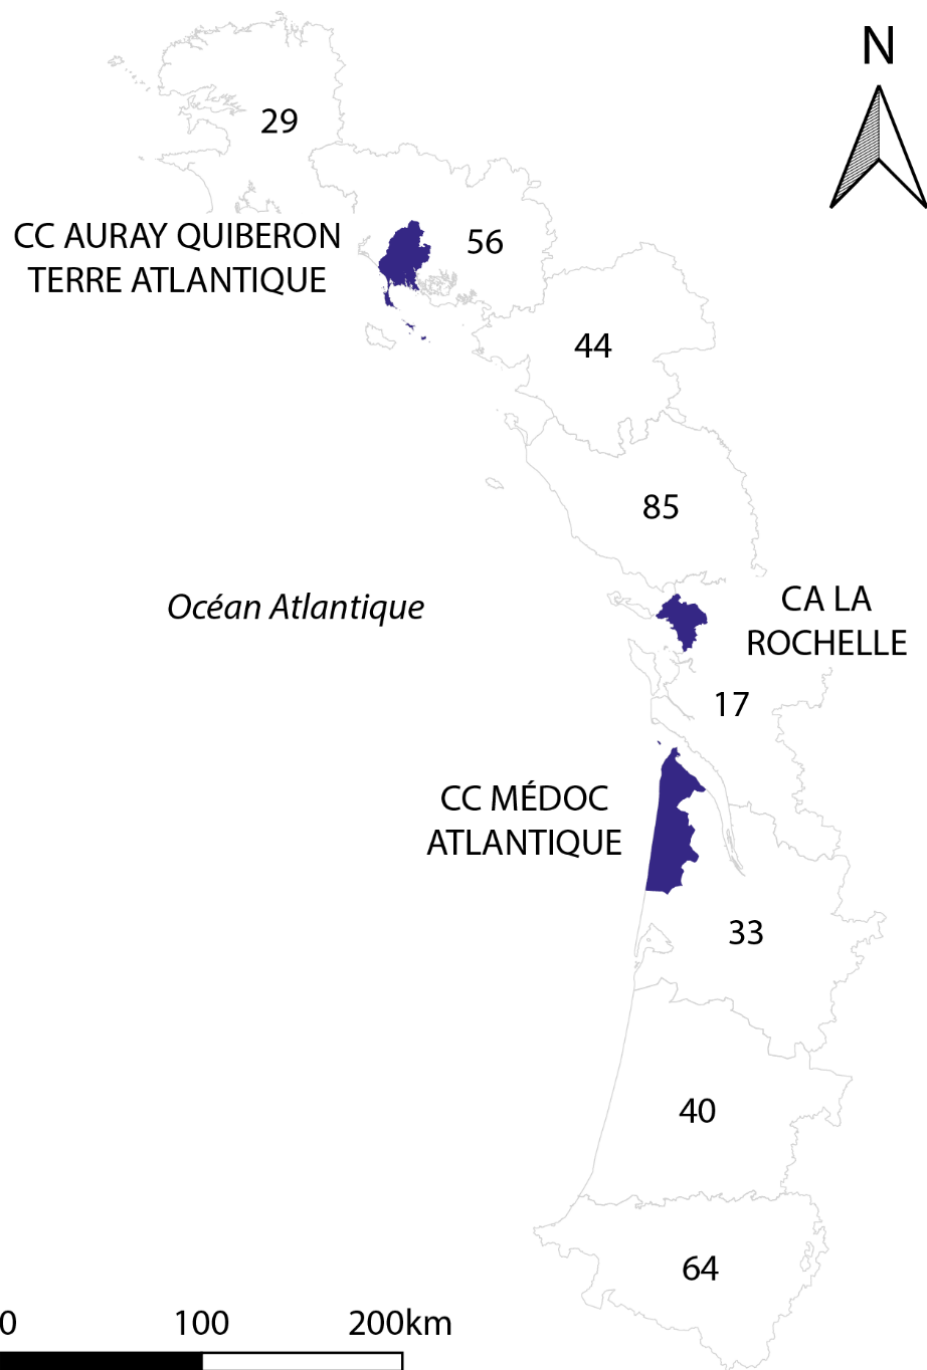 N
29
CC AURAY QUIBERON
TERRE ATLANTIQUE
56
44
85
Océan Atlantique
CA LA
ROCHELLE
17
CC MÉDOC
ATLANTIQUE
33
40
64
0 100 200km